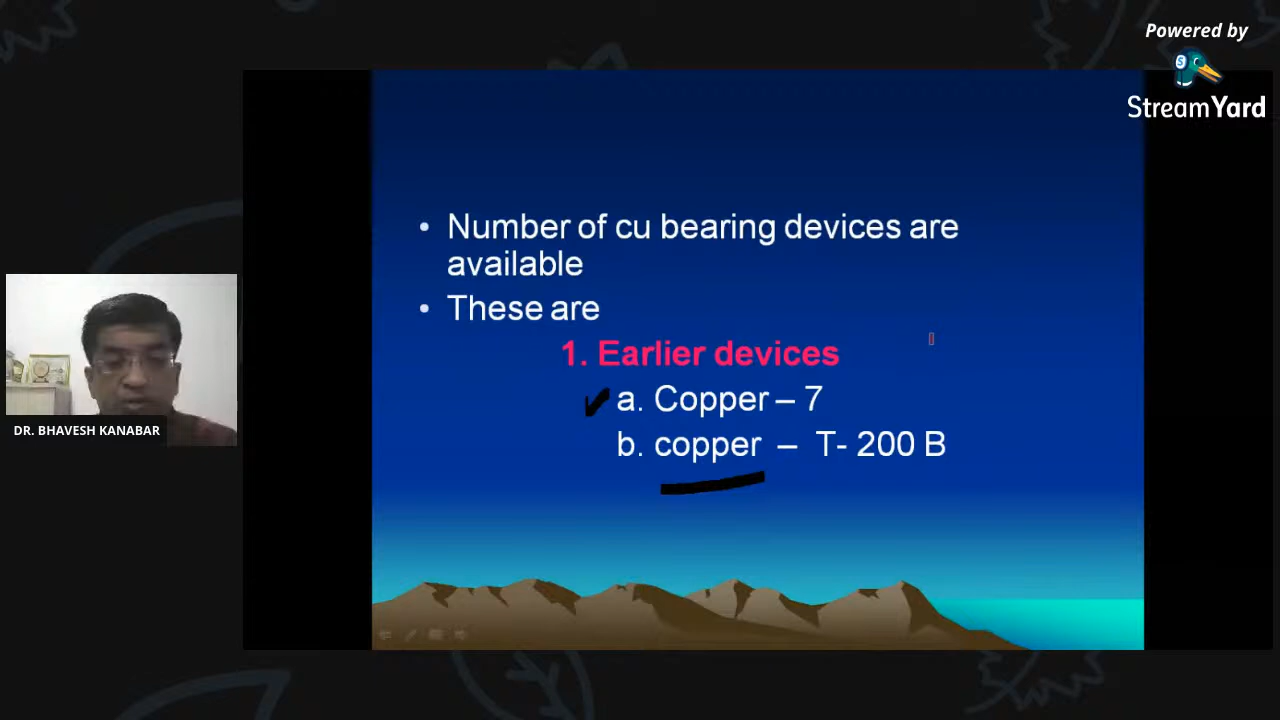 Powered by
StreamYard
• Number of cu bearing devices are
available
• These are
1. Earlier devices
a. Copper – 7
b. copper – T- 200 B
DR. BHAVESH KANABAR